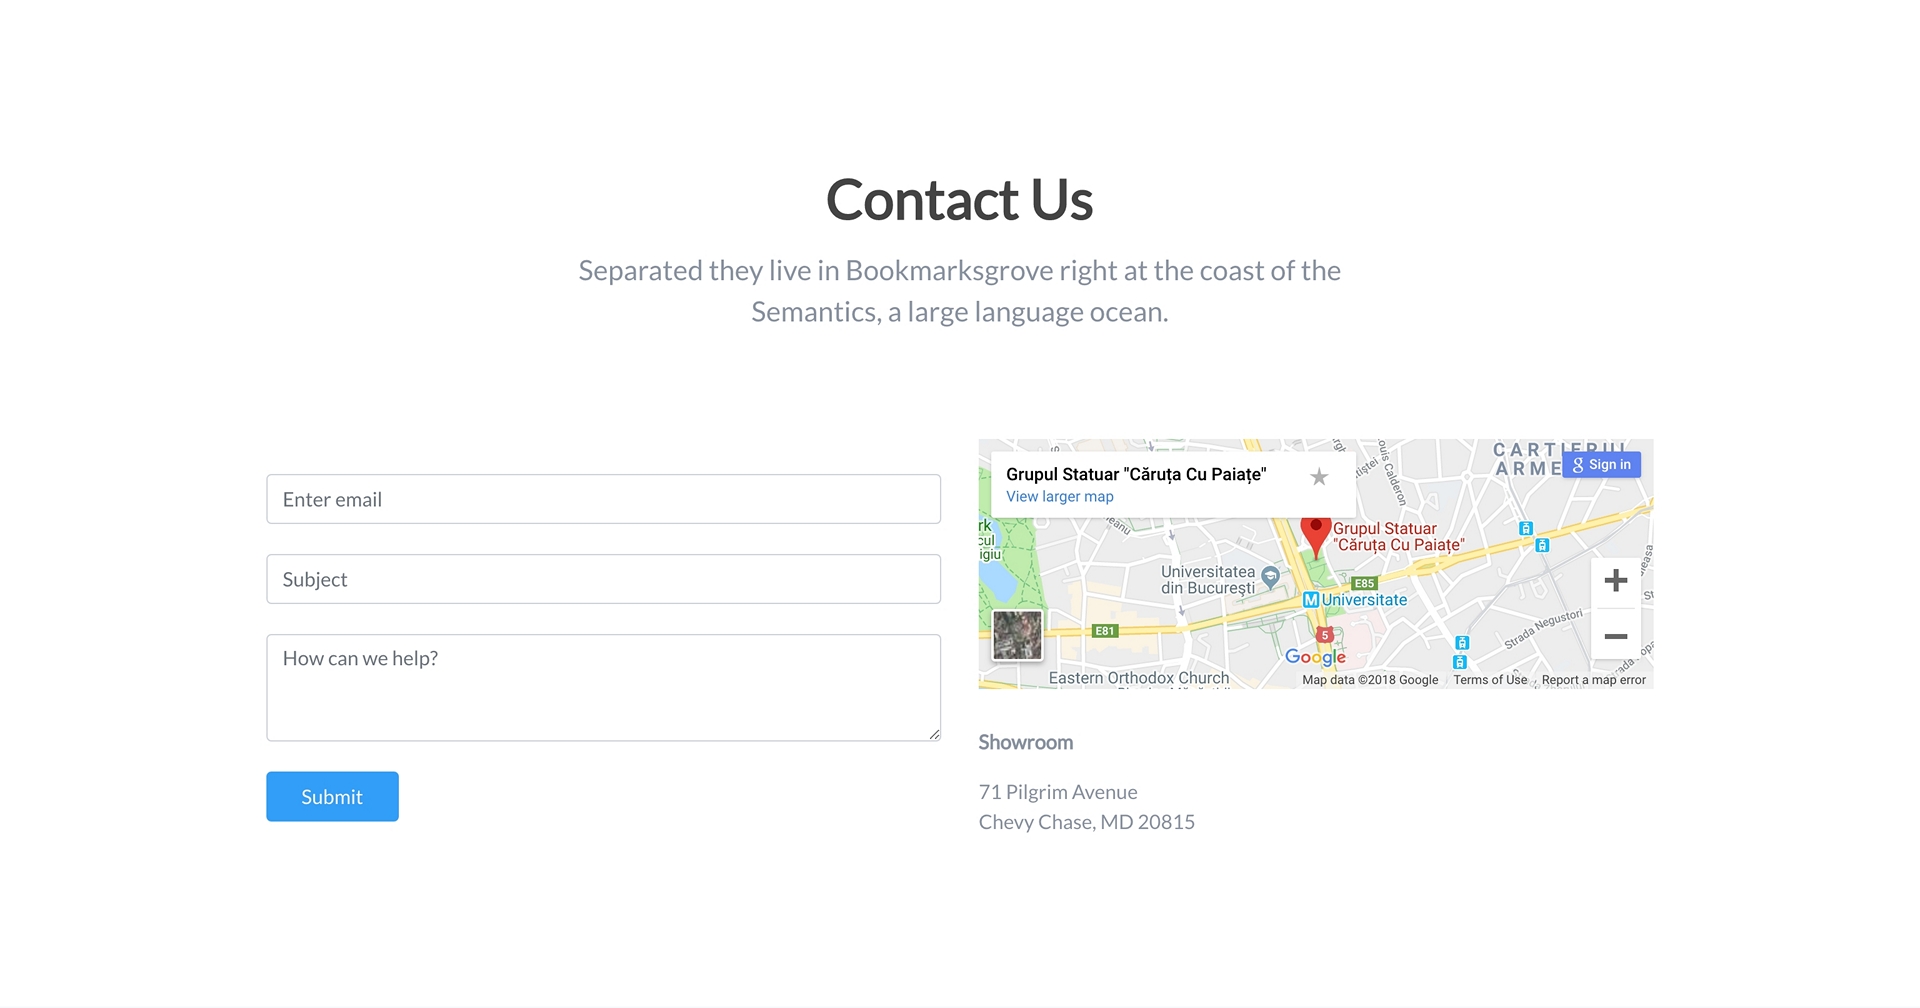 Contact Us
Separated they live in Bookmarksgrove right at the coast of the
Semantics, a large language ocean.
Enter email
Subject
How can we help?
Submit
Grupul Statuar "Căruța Cu Paiațe"
View larger map
Sign in
Grupul Statuar
"Căruța Cu Paiațe"
Universitatea
din București
E85
M Universitate
E81
5
Google
Strada Negustori
Eastern Orthodox Church
Map data ©2018 Google
Terms of Use
Report a map error
Showroom
71 Pilgrim Avenue
Chevy Chase, MD 20815